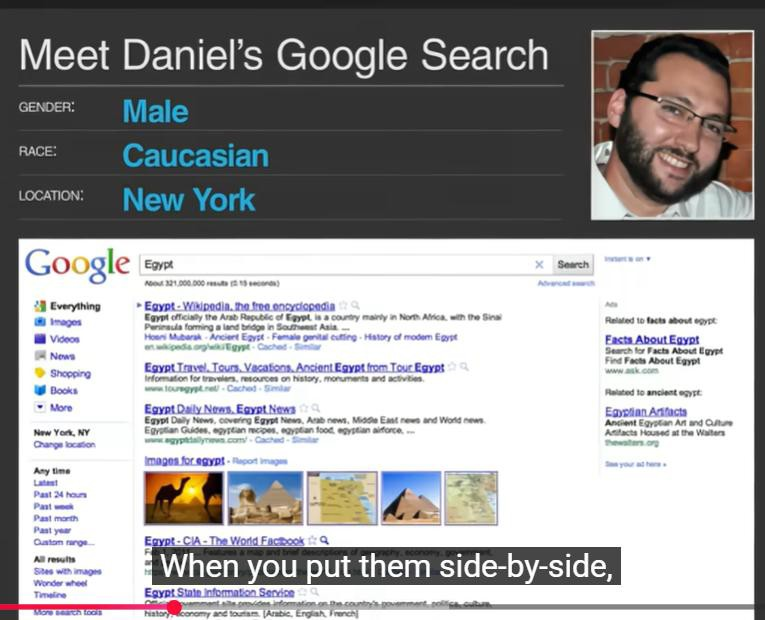 Meet Daniel's Google Search
GENDER: Male
RACE: Caucasian
LOCATION: New York
Google
Egypt
Search
Instant is on
About 321,000,000 results (0.15 seconds)
Advanced search
Everything
Images
Videos
News
Shopping
Books
More
New York, NY
Change location
Any time
Latest
Past 24 hours
Past week
Past month
Past year
Custom range...
All results
Sites with images
Wonder wheel
Timeline
More search tools
Egypt - Wikipedia, the free encyclopedia
Egypt officially the Arab Republic of Egypt, is a country mainly in North Africa, with the Sinai
Peninsula forming a land bridge in Southwest Asia. ...
Hosni Mubarak - Ancient Egypt - Female genital cutting - History of modern Egypt
en.wikipedia.org/wiki/Egypt - Cached - Similar
Egypt Travel, Tours, Vacations, Ancient Egypt from Tour Egypt
Information for travelers, resources on history, monuments and activities.
www.touregypt.net/ - Cached - Similar
Egypt Daily News, Egypt News
Egypt Daily News, covering Egypt News, Arab news, Middle East news and World news.
Egyptian Guides, egyptian recipes, egyptian food, egyptian airforce, ...
www.egyptdailynews.com/ - Cached - Similar
Images for egypt - Report images
Egypt - CIA - The World Factbook
Features a map and brief descriptions of geography, economy, government,
When you put them side-by-side,
Egypt State Information Service
government site provides information on the country's government, politics, culture,
history, economy and tourism. [Arabic, English, French]
Ads
Related to facts about egypt:
Facts About Egypt
Search for Facts About Egypt
Find Facts About Egypt
www.ask.com
Related to ancient egypt:
Egyptian Artifacts
Ancient Egyptian Art and Culture
Artifacts Housed at the Walters
thewalters.org
See your ad here »